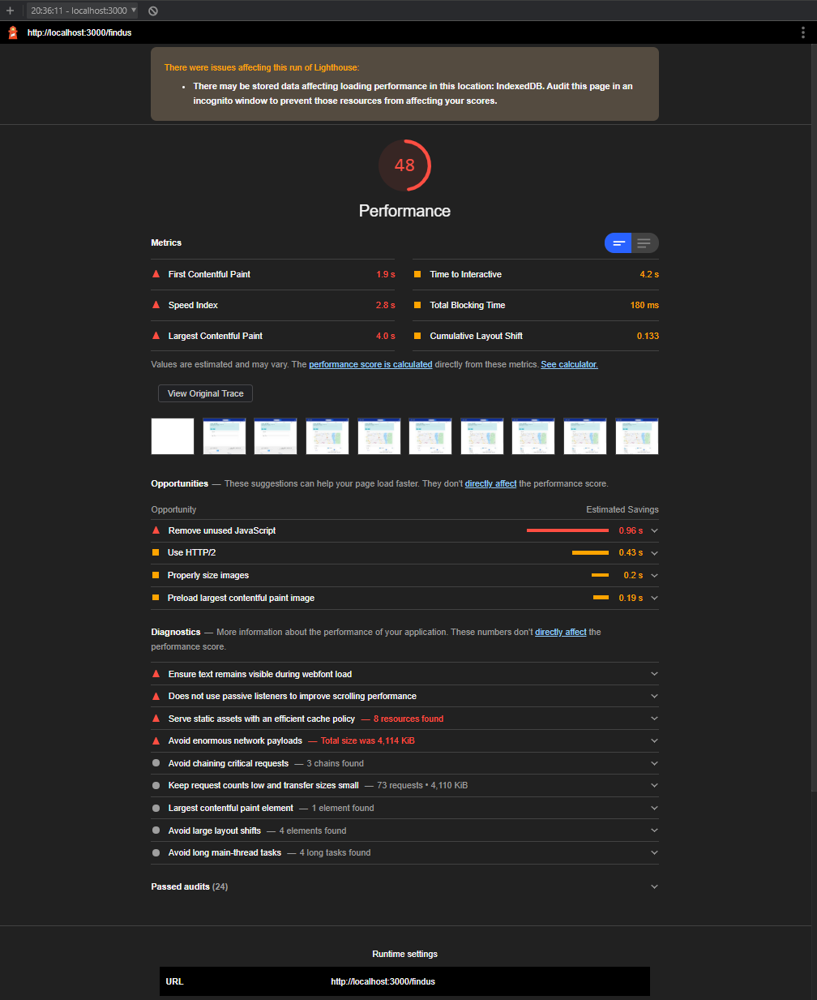 20:36:11 - localhost:3000
http://localhost:3000/findus
There were issues affecting this run of Lighthouse:
• There may be stored data affecting loading performance in this location: IndexedDB. Audit this page in an
incognito window to prevent those resources from affecting your scores.
48
Performance
Metrics
First Contentful Paint 1.9 s
Time to Interactive 4.2 s
Speed Index 2.8 s
Total Blocking Time 180 ms
Largest Contentful Paint 4.0 s
Cumulative Layout Shift 0.133
Values are estimated and may vary. The performance score is calculated directly from these metrics. See calculator.
View Original Trace
Opportunities — These suggestions can help your page load faster. They don't directly affect the performance score.
Opportunity Estimated Savings
Remove unused JavaScript 0.96 s
Use HTTP/2 0.43 s
Properly size images 0.2 s
Preload largest contentful paint image 0.19 s
Diagnostics — More information about the performance of your application. These numbers don't directly affect the
performance score.
Ensure text remains visible during webfont load
Does not use passive listeners to improve scrolling performance
Serve static assets with an efficient cache policy — 8 resources found
Avoid enormous network payloads — Total size was 4,114 KiB
Avoid chaining critical requests — 3 chains found
Keep request counts low and transfer sizes small — 73 requests • 4,110 KiB
Largest contentful paint element — 1 element found
Avoid large layout shifts — 4 elements found
Avoid long main-thread tasks — 4 long tasks found
Passed audits (24)
Runtime settings
URL http://localhost:3000/findus